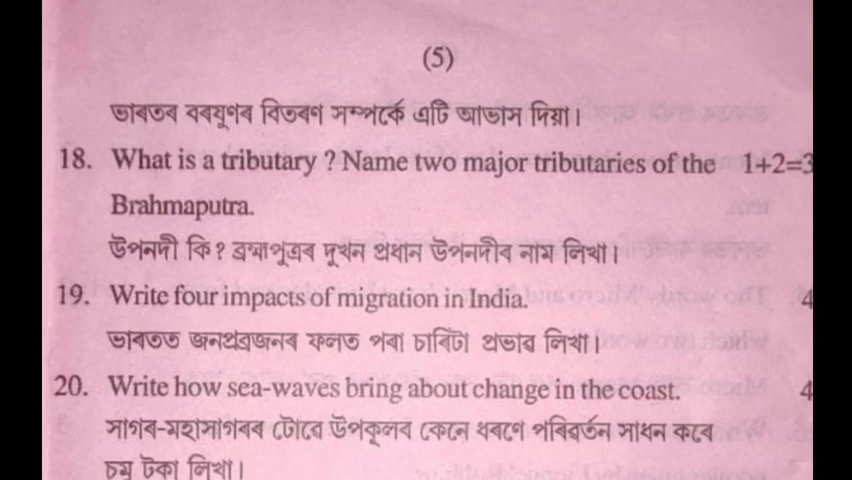 (5)
ভাৰতৰ বৰষুণৰ বিতৰণ সম্পৰ্কে এটি আভাস দিয়া।
18. What is a tributary ? Name two major tributaries of the 1+2=3
Brahmaputra.
উপনদী কি? ব্ৰহ্মপুত্ৰৰ দুখন প্ৰধান উপনদীৰ নাম লিখা।
19. Write four impacts of migration in India. 4
ভাৰতত জনপ্ৰব্ৰজনৰ ফলত পৰা চাৰিটা প্ৰভাৱ লিখা।
20. Write how sea-waves bring about change in the coast. 4
সাগৰ-মহাসাগৰৰ ঢৌৱে উপকূলৰ কেনে ধৰণে পৰিৱৰ্তন সাধন কৰে
চমু টকা লিখা।